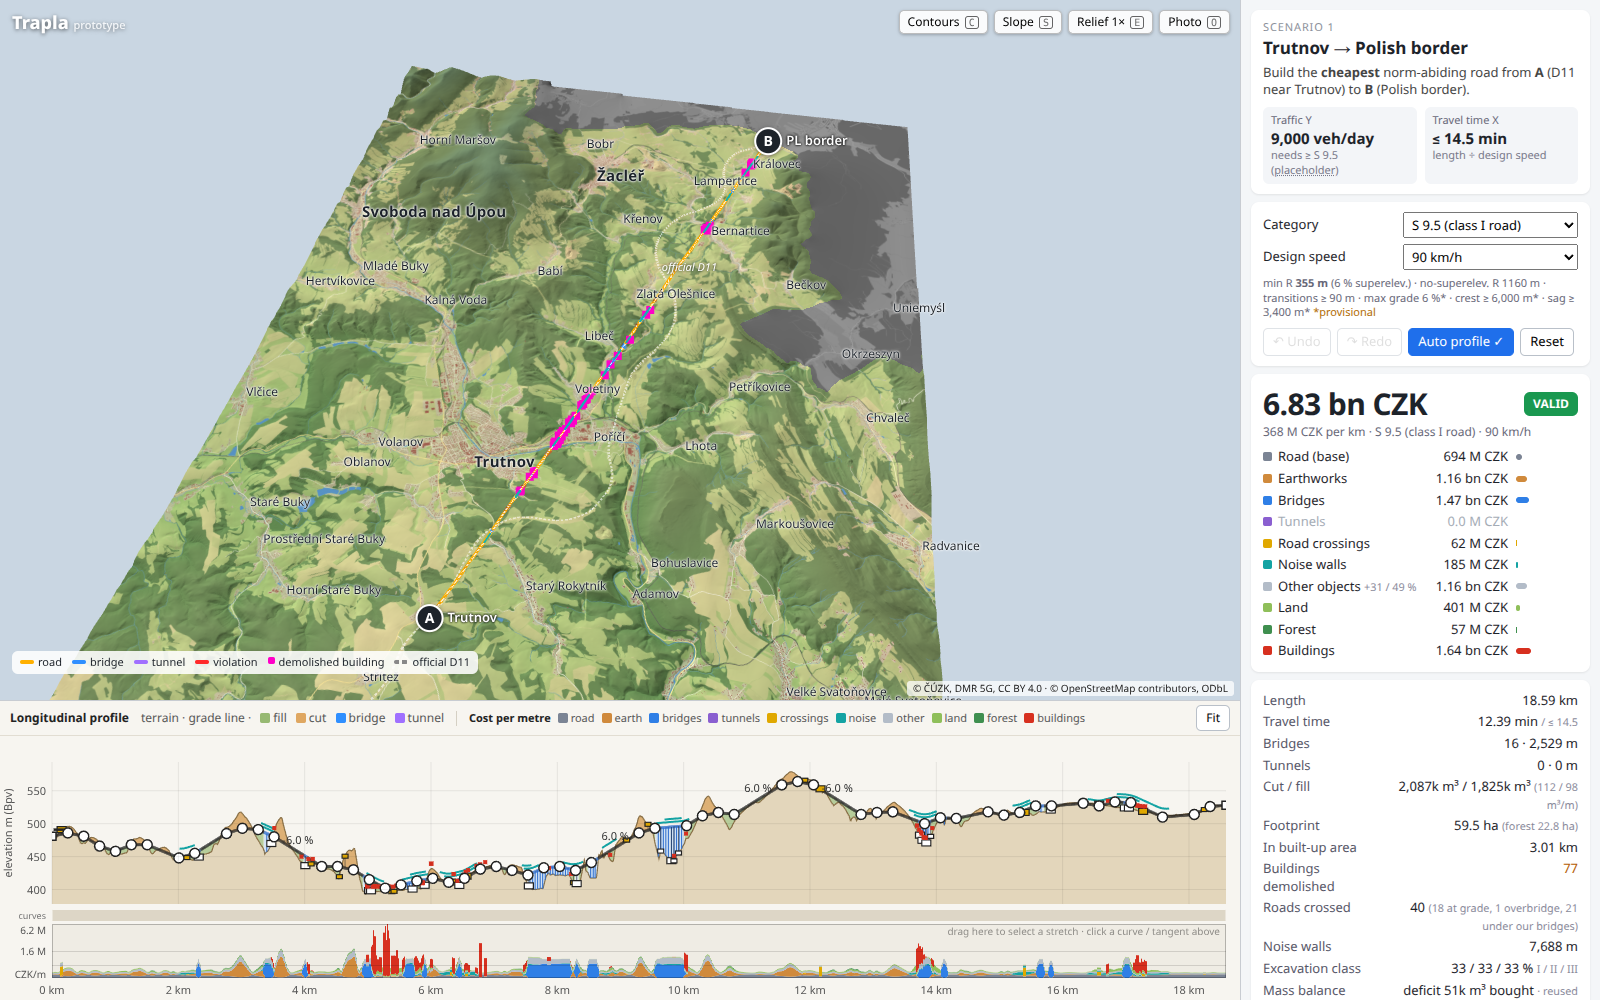 Trapla prototype
Contours C
Slope S
Relief 1× E
Photo O
Horní Maršov
Bobr
B PL border
Královec
Žacléř
Lampertice
Svoboda nad Úpou
Křenov
Bernartice
Mladé Buky
official D11
Hertvíkovice
Babí
Bečkov
Kalná Voda
Zlatá Olešnice
Uniemyśl
Libeč
Okrzeszyn
Vlčice
Voletiny
Petříkovice
Chvaleč
Volanov
Poříčí
Lhota
Oblanov
Trutnov
Staré Buky
Markoušovice
Prostřední Staré Buky
Radvanice
Bohuslavice
Horní Staré Buky
Starý Rokytník
Adamov
A Trutnov
road bridge tunnel violation demolished building official D11
Střítež
Velké Svatoňovice
© ČÚZK, DMR 5G, CC BY 4.0 · © OpenStreetMap contributors, ODbL
Longitudinal profile terrain · grade line · fill cut bridge tunnel Cost per metre road earth bridges tunnels crossings noise other land forest buildings
Fit
elevation m (Bpv)
550
500
450
400
6.0 %
6.0 %
6.0 %
6.0 %
curves
6.2 M
1.6 M
CZK/m
drag here to select a stretch · click a curve / tangent above
0 km 2 km 4 km 6 km 8 km 10 km 12 km 14 km 16 km 18 km
SCENARIO 1
Trutnov → Polish border
Build the cheapest norm-abiding road from A (D11
near Trutnov) to B (Polish border).
Traffic Y
9,000 veh/day
needs ≥ S 9.5
(placeholder)
Travel time X
≤ 14.5 min
length ÷ design speed
Category S 9.5 (class I road)
Design speed 90 km/h
min R 355 m (6 % superelev.) · no-superelev. R 1160 m ·
transitions ≥ 90 m · max grade 6 %* · crest ≥ 6,000 m* · sag ≥
3,400 m* *provisional
↶ Undo
↷ Redo
Auto profile ✓
Reset
6.83 bn CZK
VALID
368 M CZK per km · S 9.5 (class I road) · 90 km/h
Road (base) 694 M CZK
Earthworks 1.16 bn CZK
Bridges 1.47 bn CZK
Tunnels 0.0 M CZK
Road crossings 62 M CZK
Noise walls 185 M CZK
Other objects +31 / 49 % 1.16 bn CZK
Land 401 M CZK
Forest 57 M CZK
Buildings 1.64 bn CZK
Length 18.59 km
Travel time 12.39 min / ≤ 14.5
Bridges 16 · 2,529 m
Tunnels 0 · 0 m
Cut / fill 2,087k m³ / 1,825k m³ (112 / 98
m³/m)
Footprint 59.5 ha (forest 22.8 ha)
In built-up area 3.01 km
Buildings 77
demolished
Roads crossed 40 (18 at grade, 1 overbridge, 21
under our bridges)
Noise walls 7,688 m
Excavation class 33 / 33 / 33 % I / II / III
Mass balance deficit 51k m³ bought · reused